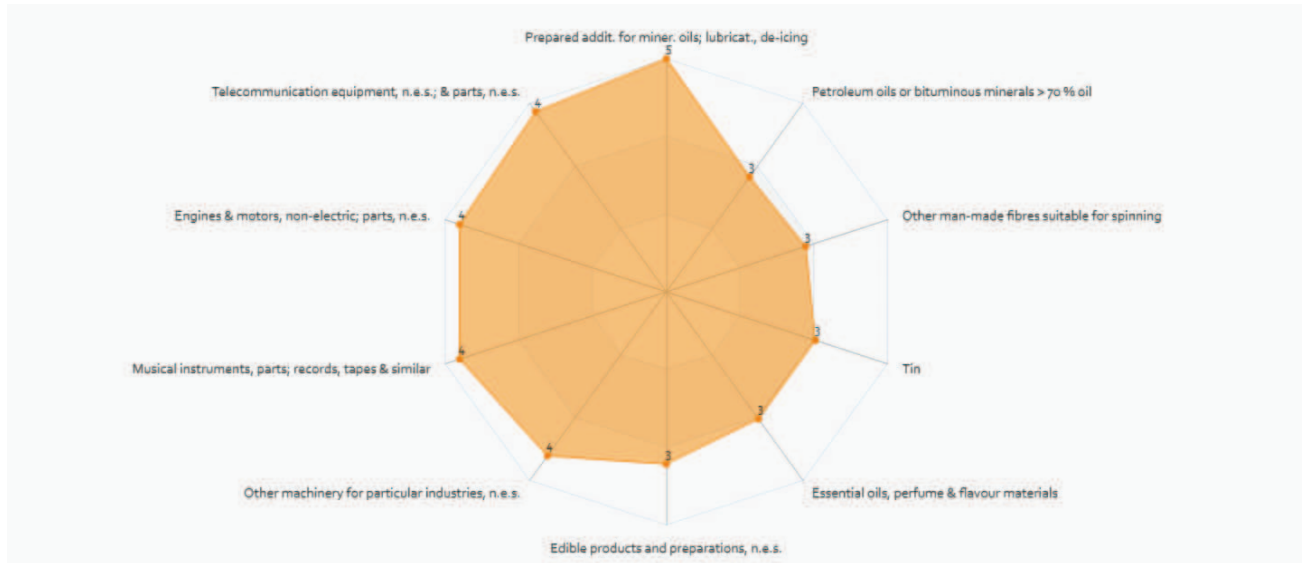 Prepared addit. for miner. oils; lubricat., de-icing
5
Telecommunication equipment, n.e.s.; & parts, n.e.s.
4
Petroleum oils or bituminous minerals > 70 % oil
3
Engines & motors, non-electric; parts, n.e.s.
4
Other man-made fibres suitable for spinning
3
Musical instruments, parts; records, tapes & similar
4
Tin
3
Other machinery for particular industries, n.e.s.
4
Essential oils, perfume & flavour materials
3
Edible products and preparations, n.e.s.
3